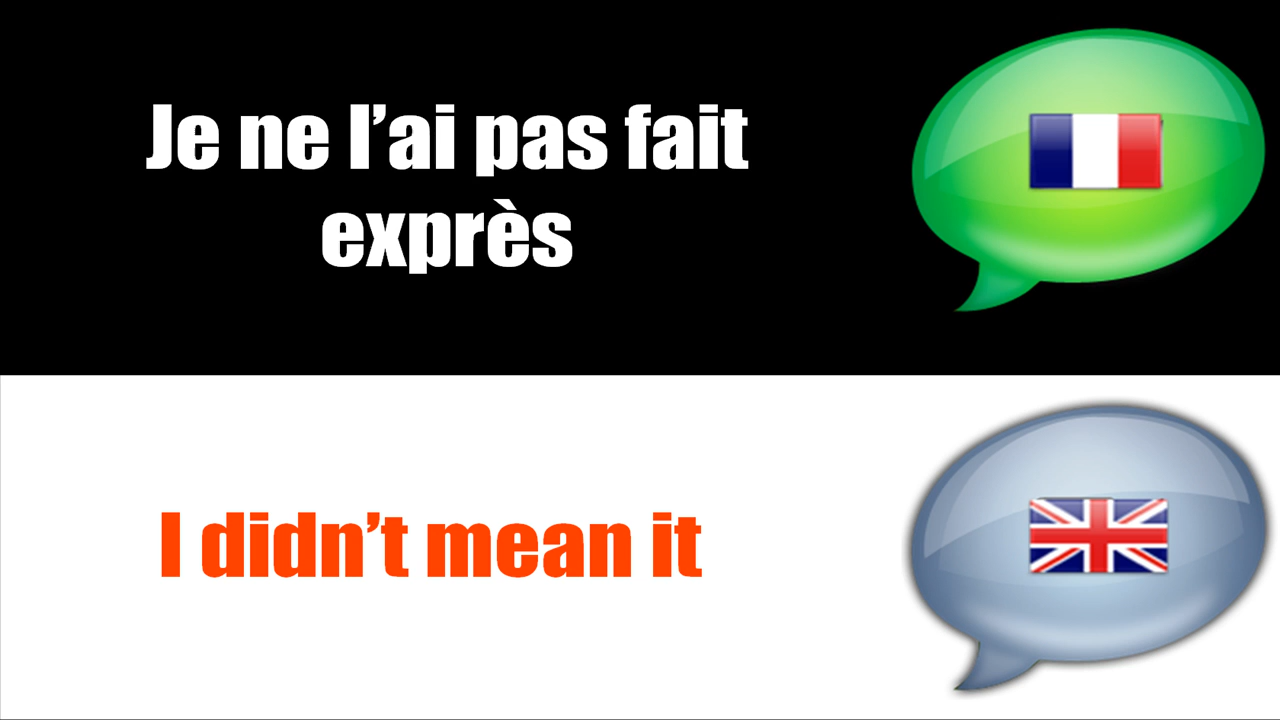 Je ne l’ai pas fait
exprès
I didn’t mean it